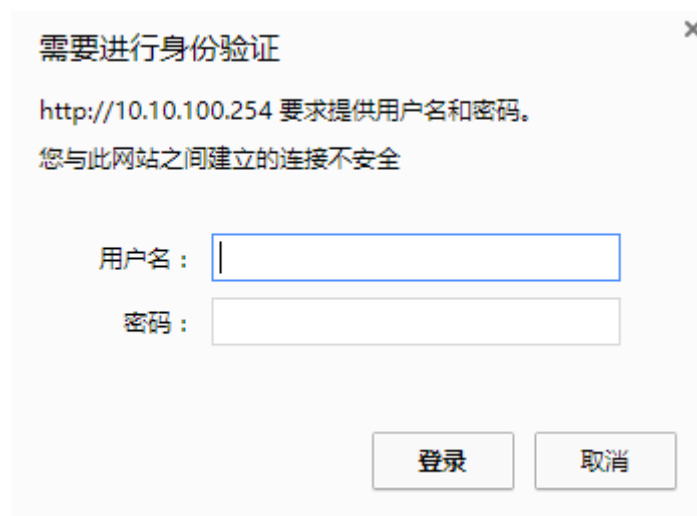 需要进行身份验证
http://10.10.100.254 要求提供用户名和密码。
您与此网站之间建立的连接不安全
用户名：
密码：
登录 取消